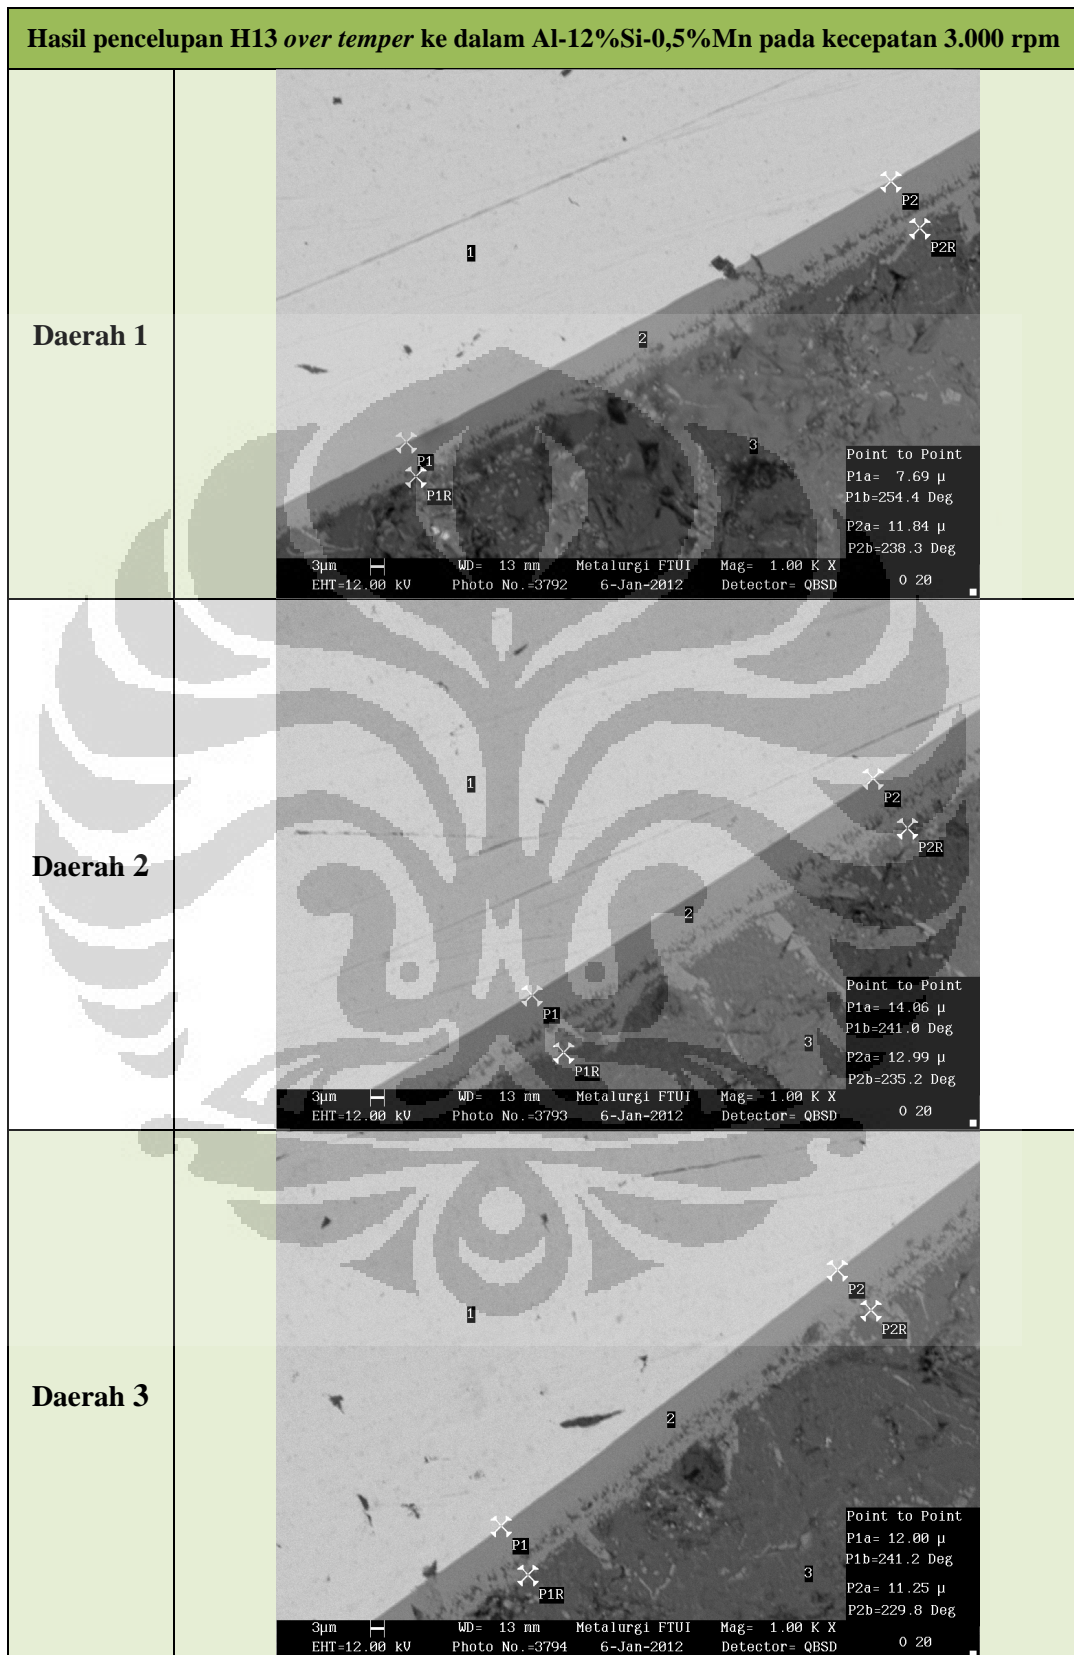 Hasil pencelupan H13 over temper ke dalam Al-12%Si-0,5%Mn pada kecepatan 3.000 rpm
Daerah 1
1
2
3
P2
P2R
P1
P1R
Point to Point
P1a= 7.69 µ
P1b=254.4 Deg
P2a= 11.84 µ
P2b=238.3 Deg
O 20
3µm WD= 13 mm Metalurgi FTUI Mag= 1.00 K X
EHT=12.00 kV Photo No.=3792 6-Jan-2012 Detector= QBSD
Daerah 2
1
2
3
P2
P2R
P1
P1R
Point to Point
P1a= 14.06 µ
P1b=241.0 Deg
P2a= 12.99 µ
P2b=235.2 Deg
O 20
3µm WD= 13 mm Metalurgi FTUI Mag= 1.00 K X
EHT=12.00 kV Photo No.=3793 6-Jan-2012 Detector= QBSD
Daerah 3
1
2
3
P2
P2R
P1
P1R
Point to Point
P1a= 12.00 µ
P1b=241.2 Deg
P2a= 11.25 µ
P2b=229.8 Deg
O 20
3µm WD= 13 mm Metalurgi FTUI Mag= 1.00 K X
EHT=12.00 kV Photo No.=3794 6-Jan-2012 Detector= QBSD